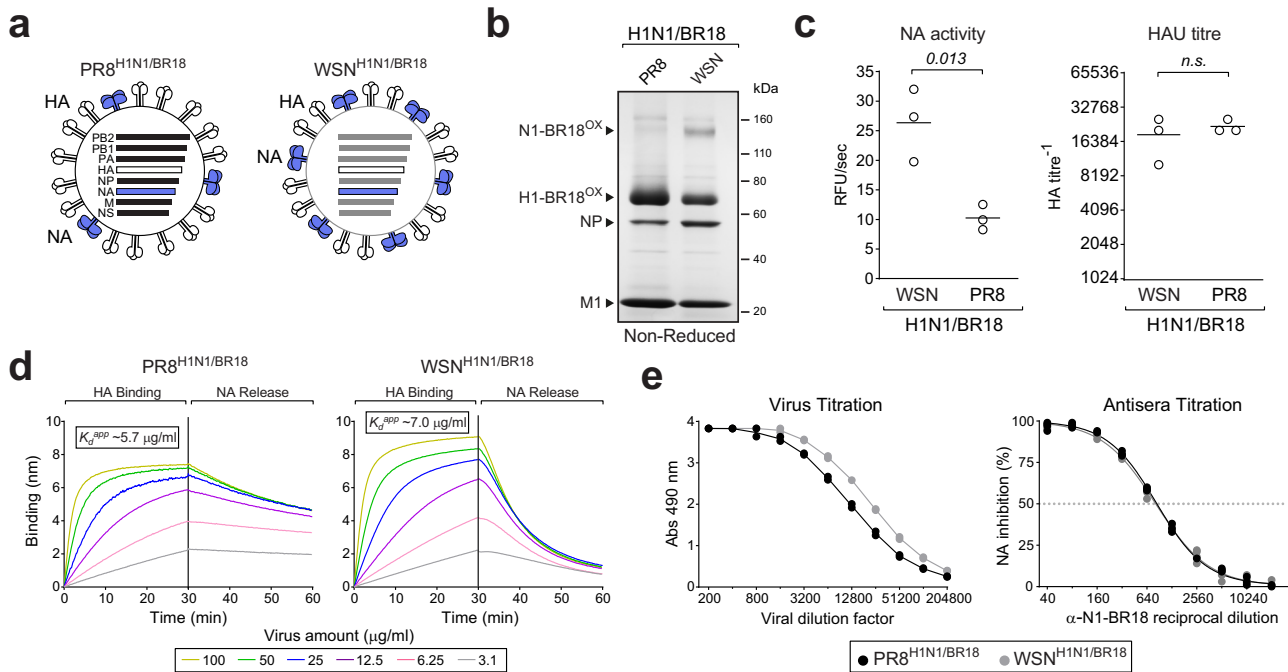 a
PR8H1N1/BR18
WSNH1N1/BR18
HA
HA
PB2
PB1
PA
HA
NP
NA
M
NS
NA
NA
b
H1N1/BR18
PR8
WSN
kDa
N1-BR18OX
160
110
H1-BR18OX
80
60
NP
40
M1
20
Non-Reduced
c
NA activity
0.013
RFU/sec
35
30
25
20
15
10
5
0
WSN
PR8
H1N1/BR18
HAU titre
n.s.
HA titre-1
65536
32768
16384
8192
4096
2048
1024
WSN
PR8
H1N1/BR18
d
PR8H1N1/BR18
HA Binding
NA Release
Kdapp ~5.7 μg/ml
Binding (nm)
10
8
6
4
2
0
0 10 20 30 40 50 60
Time (min)
WSNH1N1/BR18
HA Binding
NA Release
Kdapp ~7.0 μg/ml
10
8
6
4
2
0
0 10 20 30 40 50 60
Time (min)
Virus amount (μg/ml)
100 50 25 12.5 6.25 3.1
e
Virus Titration
Abs 490 nm
4
3
2
1
0
200 800 3200 12800 51200 204800
Viral dilution factor
Antisera Titration
NA inhibition (%)
100
75
50
25
0
40 160 640 2560 10240
α-N1-BR18 reciprocal dilution
PR8H1N1/BR18
WSNH1N1/BR18